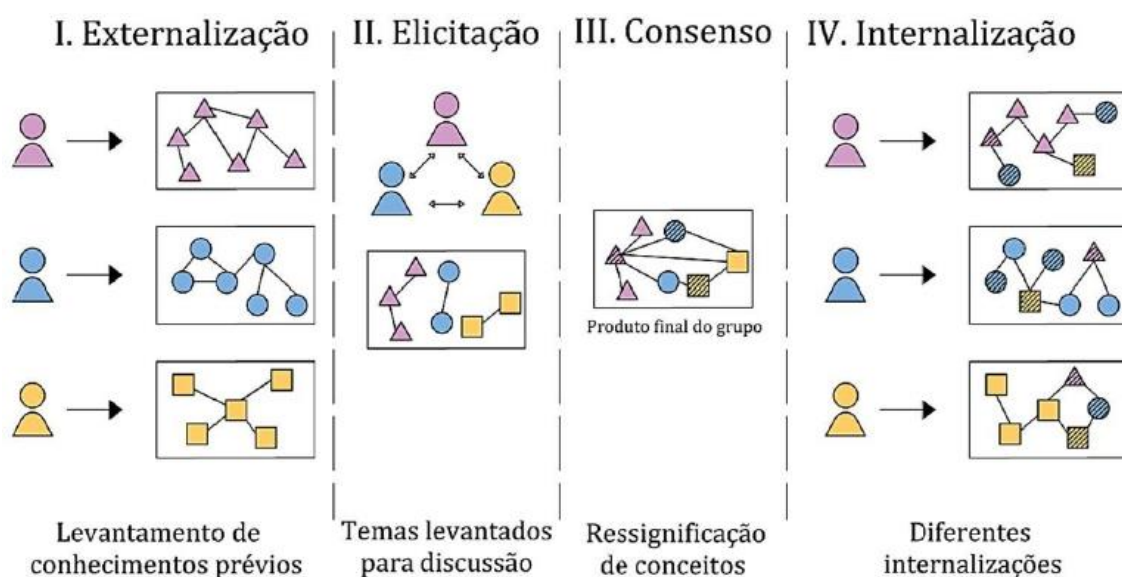 I. Externalização
II. Elicitação
III. Consenso
IV. Internalização
Produto final do grupo
Levantamento de
conhecimentos prévios
Temas levantados
para discussão
Ressignificação
de conceitos
Diferentes
internalizações